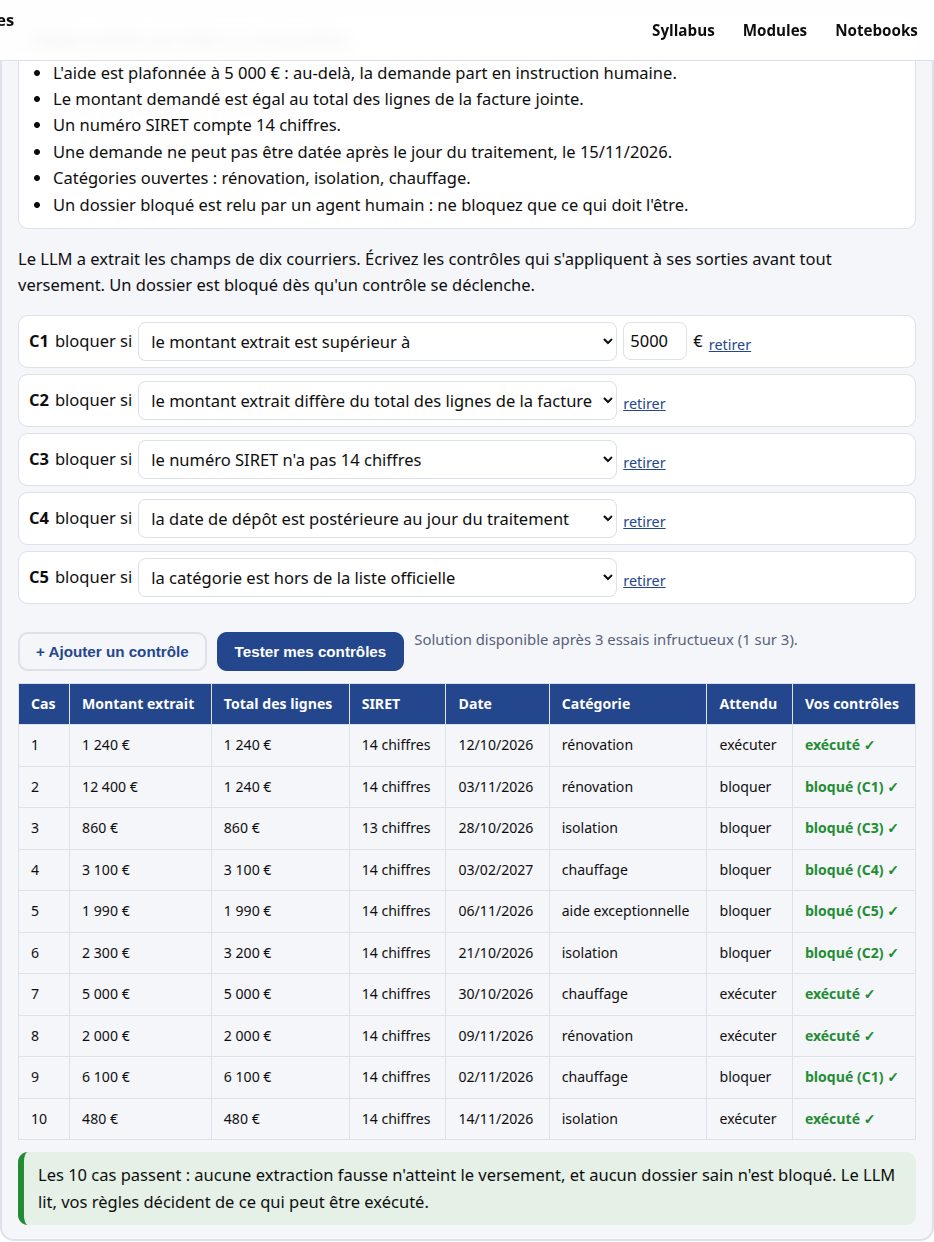 es
Syllabus Modules Notebooks
• L'aide est plafonnée à 5 000 € : au-delà, la demande part en instruction humaine.
• Le montant demandé est égal au total des lignes de la facture jointe.
• Un numéro SIRET compte 14 chiffres.
• Une demande ne peut pas être datée après le jour du traitement, le 15/11/2026.
• Catégories ouvertes : rénovation, isolation, chauffage.
• Un dossier bloqué est relu par un agent humain : ne bloquez que ce qui doit l'être.
Le LLM a extrait les champs de dix courriers. Écrivez les contrôles qui s'appliquent à ses sorties avant tout
versement. Un dossier est bloqué dès qu'un contrôle se déclenche.
C1 bloquer si le montant extrait est supérieur à 5000 € retirer
C2 bloquer si le montant extrait diffère du total des lignes de la facture retirer
C3 bloquer si le numéro SIRET n'a pas 14 chiffres retirer
C4 bloquer si la date de dépôt est postérieure au jour du traitement retirer
C5 bloquer si la catégorie est hors de la liste officielle retirer
+ Ajouter un contrôle Tester mes contrôles Solution disponible après 3 essais infructueux (1 sur 3).
Cas Montant extrait Total des lignes SIRET Date Catégorie Attendu Vos contrôles
1 1 240 € 1 240 € 14 chiffres 12/10/2026 rénovation exécuter exécuté ✓
2 12 400 € 1 240 € 14 chiffres 03/11/2026 rénovation bloquer bloqué (C1) ✓
3 860 € 860 € 13 chiffres 28/10/2026 isolation bloquer bloqué (C3) ✓
4 3 100 € 3 100 € 14 chiffres 03/02/2027 chauffage bloquer bloqué (C4) ✓
5 1 990 € 1 990 € 14 chiffres 06/11/2026 aide exceptionnelle bloquer bloqué (C5) ✓
6 2 300 € 3 200 € 14 chiffres 21/10/2026 isolation bloquer bloqué (C2) ✓
7 5 000 € 5 000 € 14 chiffres 30/10/2026 chauffage exécuter exécuté ✓
8 2 000 € 2 000 € 14 chiffres 09/11/2026 rénovation exécuter exécuté ✓
9 6 100 € 6 100 € 14 chiffres 02/11/2026 chauffage bloquer bloqué (C1) ✓
10 480 € 480 € 14 chiffres 14/11/2026 isolation exécuter exécuté ✓
Les 10 cas passent : aucune extraction fausse n'atteint le versement, et aucun dossier sain n'est bloqué. Le LLM
lit, vos règles décident de ce qui peut être exécuté.